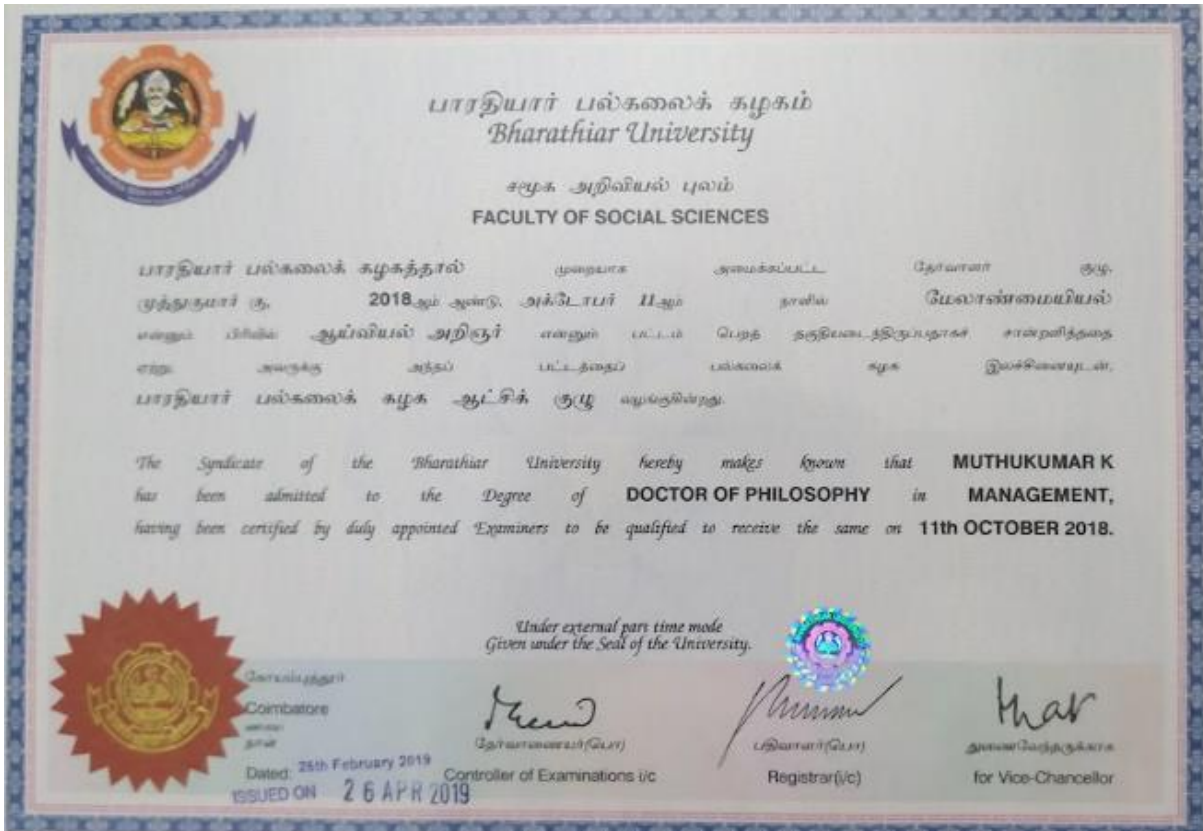 பாரதியார் பல்கலைக் கழகம்
Bharathiar University
சமூக அறிவியல் புலம்
FACULTY OF SOCIAL SCIENCES
பாரதியார் பல்கலைக் கழகத்தால் முறையாக அமைக்கப்பட்ட தேர்வாளர் குழு,
முத்துகுமார் கு, 2018ஆம் ஆண்டு, அக்டோபர் 11ஆம் நாளில் மேலாண்மையியல்
என்னும் பிரிவில் ஆய்வியல் அறிஞர் என்னும் பட்டம் பெறத் தகுதியடைந்திருப்பதாகச் சான்றளித்ததை
ஏற்று, அவருக்கு அந்தப் பட்டத்தைப் பல்கலைக் கழக இலச்சினையுடன்,
பாரதியார் பல்கலைக் கழக ஆட்சிக் குழு வழங்குகின்றது.
The Syndicate of the Bharathiar University hereby makes known that MUTHUKUMAR K
has been admitted to the Degree of DOCTOR OF PHILOSOPHY in MANAGEMENT,
having been certified by duly appointed Examiners to be qualified to receive the same on 11th OCTOBER 2018.
Under external part time mode
Given under the Seal of the University.
கோயம்புத்தூர்
Coimbatore
நாள்
Dated: 25th February 2019
ISSUED ON 26 APR 2019
தேர்வாணையர்(பொ)
Controller of Examinations i/c
பதிவாளர்(பொ)
Registrar(i/c)
துணைவேந்தருக்காக
for Vice-Chancellor